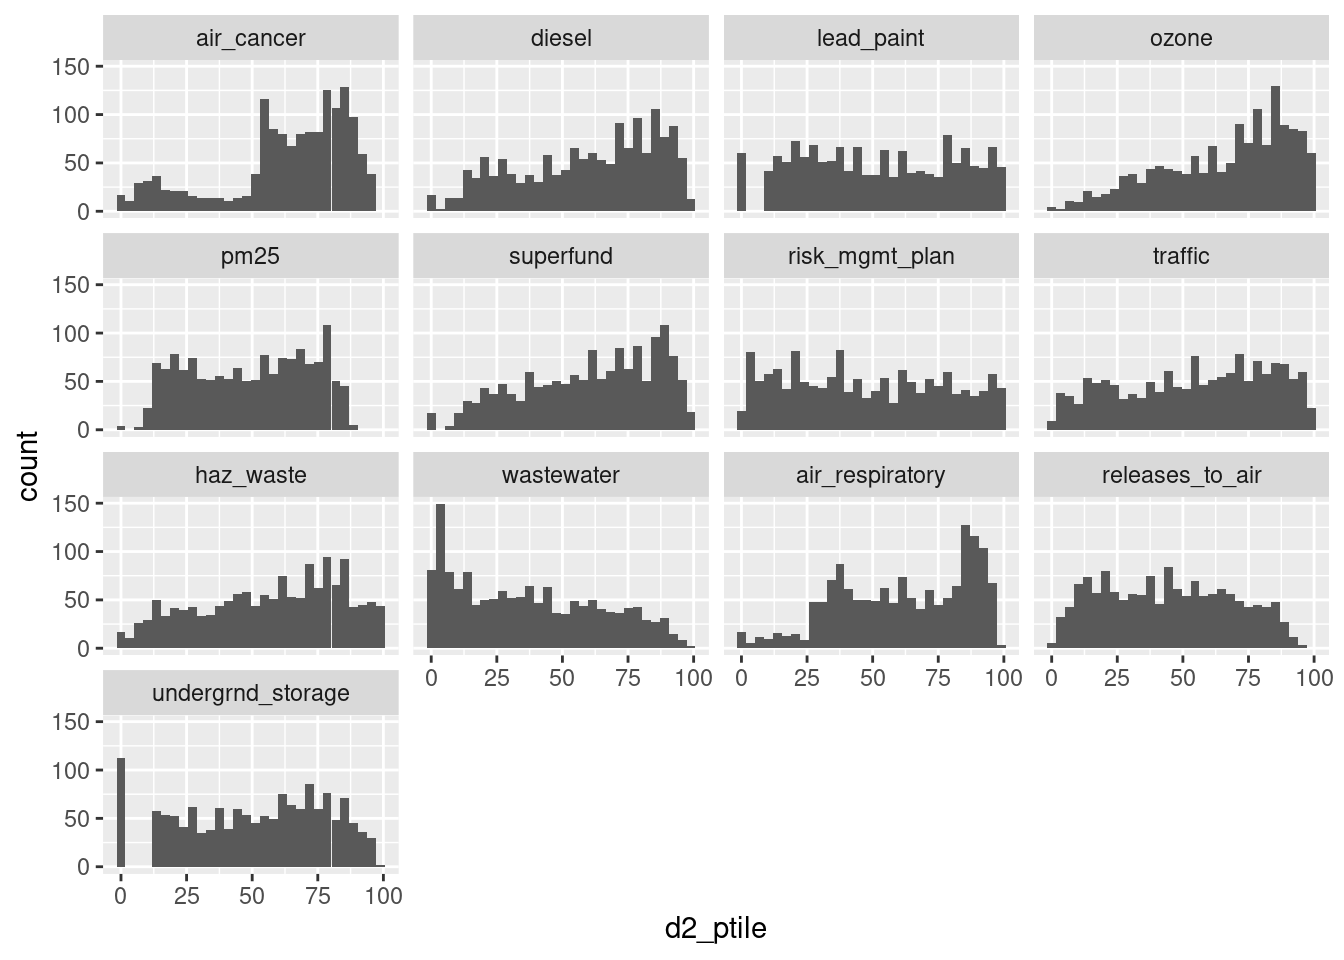 air_cancer diesel lead_paint ozone
150
100
50
0
pm25 superfund risk_mgmt_plan traffic
150
100
50
0
haz_waste wastewater air_respiratory releases_to_air
150
100
50
0
0 25 50 75 100 0 25 50 75 100 0 25 50 75 100
undergrnd_storage
150
100
50
0
0 25 50 75 100
count
d2_ptile